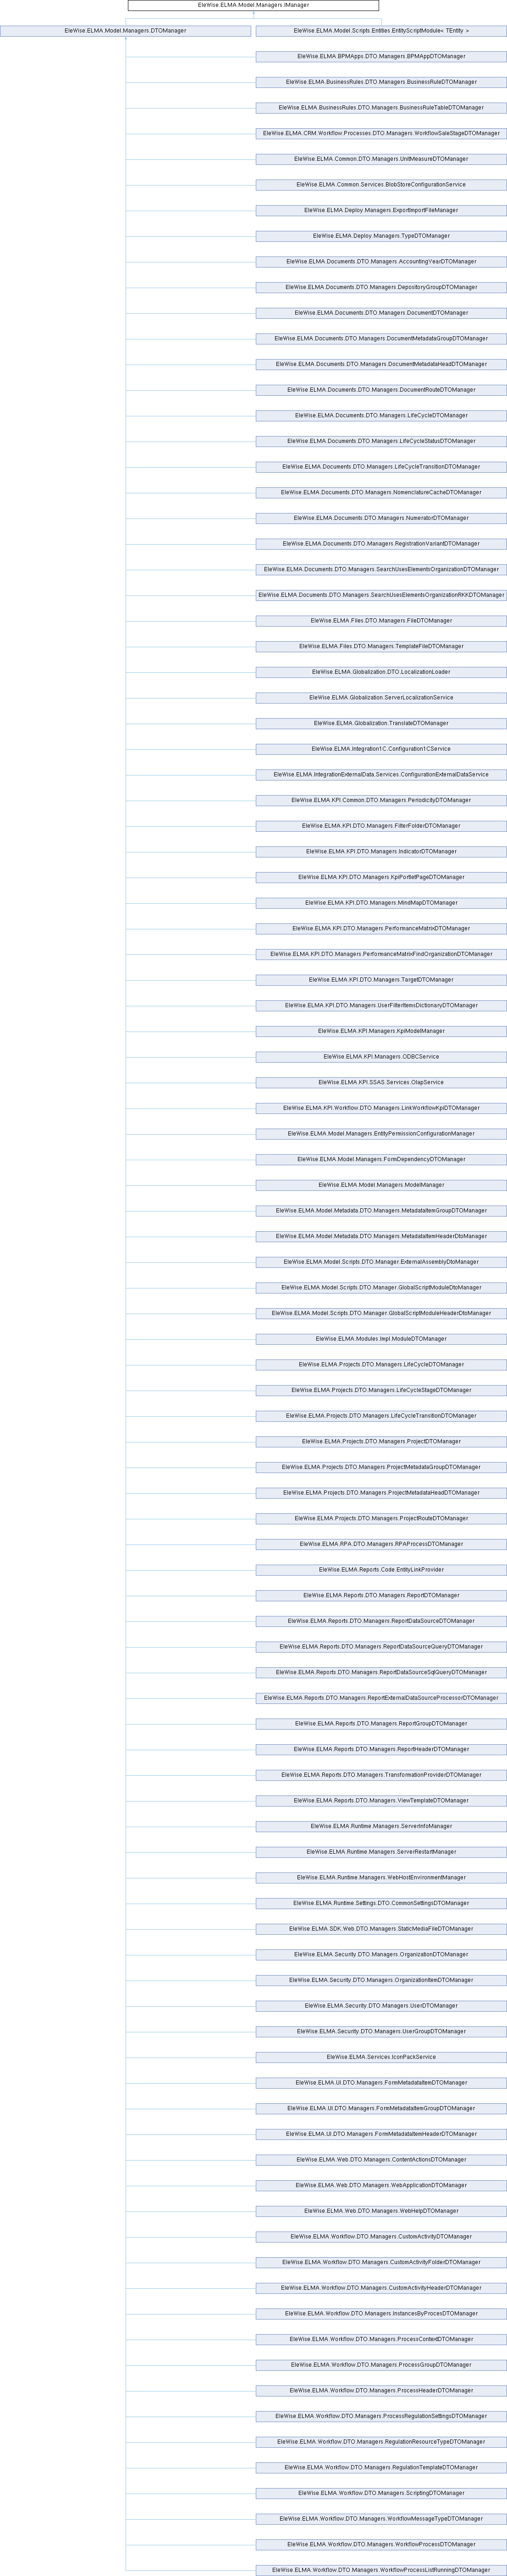 EleWise.ELMA.Model.Managers.IManager
EleWise.ELMA.Model.Managers.DTOManager
EleWise.ELMA.Model.Scripts.Entities.EntityScriptModule< TEntity >
EleWise.ELMA.BPMApps.DTO.Managers.BPMAppDTOManager
EleWise.ELMA.BusinessRules.DTO.Managers.BusinessRuleDTOManager
EleWise.ELMA.BusinessRules.DTO.Managers.BusinessRuleTableDTOManager
EleWise.ELMA.CRM.Workflow.Processes.DTO.Managers.WorkflowSaleStageDTOManager
EleWise.ELMA.Common.DTO.Managers.UnitMeasureDTOManager
EleWise.ELMA.Common.Services.BlobStoreConfigurationService
EleWise.ELMA.Deploy.Managers.ExportImportFileManager
EleWise.ELMA.Deploy.Managers.TypeDTOManager
EleWise.ELMA.Documents.DTO.Managers.AccountingYearDTOManager
EleWise.ELMA.Documents.DTO.Managers.DepositoryGroupDTOManager
EleWise.ELMA.Documents.DTO.Managers.DocumentDTOManager
EleWise.ELMA.Documents.DTO.Managers.DocumentMetadataGroupDTOManager
EleWise.ELMA.Documents.DTO.Managers.DocumentMetadataHeadDTOManager
EleWise.ELMA.Documents.DTO.Managers.DocumentRouteDTOManager
EleWise.ELMA.Documents.DTO.Managers.LifeCycleDTOManager
EleWise.ELMA.Documents.DTO.Managers.LifeCycleStatusDTOManager
EleWise.ELMA.Documents.DTO.Managers.LifeCycleTransitionDTOManager
EleWise.ELMA.Documents.DTO.Managers.NomenclatureCacheDTOManager
EleWise.ELMA.Documents.DTO.Managers.NumeratorDTOManager
EleWise.ELMA.Documents.DTO.Managers.RegistrationVariantDTOManager
EleWise.ELMA.Documents.DTO.Managers.SearchUsesElementsOrganizationDTOManager
EleWise.ELMA.Documents.DTO.Managers.SearchUsesElementsOrganizationRKKDTOManager
EleWise.ELMA.Files.DTO.Managers.FileDTOManager
EleWise.ELMA.Files.DTO.Managers.TemplateFileDTOManager
EleWise.ELMA.Globalization.DTO.LocalizationLoader
EleWise.ELMA.Globalization.ServerLocalizationService
EleWise.ELMA.Globalization.TranslateDTOManager
EleWise.ELMA.Integration1C.Configuration1CService
EleWise.ELMA.IntegrationExternalData.Services.ConfigurationExternalDataService
EleWise.ELMA.KPI.Common.DTO.Managers.PeriodicityDTOManager
EleWise.ELMA.KPI.DTO.Managers.FilterFolderDTOManager
EleWise.ELMA.KPI.DTO.Managers.IndicatorDTOManager
EleWise.ELMA.KPI.DTO.Managers.KpiPortletPageDTOManager
EleWise.ELMA.KPI.DTO.Managers.MindMapDTOManager
EleWise.ELMA.KPI.DTO.Managers.PerformanceMatrixDTOManager
EleWise.ELMA.KPI.DTO.Managers.PerformanceMatrixFindOrganizationDTOManager
EleWise.ELMA.KPI.DTO.Managers.TargetDTOManager
EleWise.ELMA.KPI.DTO.Managers.UserFilterItemsDictionaryDTOManager
EleWise.ELMA.KPI.Managers.KpiModelManager
EleWise.ELMA.KPI.Managers.ODBCService
EleWise.ELMA.KPI.SSAS.Services.OlapService
EleWise.ELMA.KPI.Workflow.DTO.Managers.LinkWorkflowKpiDTOManager
EleWise.ELMA.Model.Managers.EntityPermissionConfigurationManager
EleWise.ELMA.Model.Managers.FormDependencyDTOManager
EleWise.ELMA.Model.Managers.ModelManager
EleWise.ELMA.Model.Metadata.DTO.Managers.MetadataItemGroupDTOManager
EleWise.ELMA.Model.Metadata.DTO.Managers.MetadataItemHeaderDtoManager
EleWise.ELMA.Model.Scripts.DTO.Manager.ExternalAssemblyDtoManager
EleWise.ELMA.Model.Scripts.DTO.Manager.GlobalScriptModuleDtoManager
EleWise.ELMA.Model.Scripts.DTO.Manager.GlobalScriptModuleHeaderDtoManager
EleWise.ELMA.Modules.Impl.ModuleDTOManager
EleWise.ELMA.Projects.DTO.Managers.LifeCycleDTOManager
EleWise.ELMA.Projects.DTO.Managers.LifeCycleStageDTOManager
EleWise.ELMA.Projects.DTO.Managers.LifeCycleTransitionDTOManager
EleWise.ELMA.Projects.DTO.Managers.ProjectDTOManager
EleWise.ELMA.Projects.DTO.Managers.ProjectMetadataGroupDTOManager
EleWise.ELMA.Projects.DTO.Managers.ProjectMetadataHeadDTOManager
EleWise.ELMA.Projects.DTO.Managers.ProjectRouteDTOManager
EleWise.ELMA.RPA.DTO.Managers.RPAProcessDTOManager
EleWise.ELMA.Reports.Code.EntityLinkProvider
EleWise.ELMA.Reports.DTO.Managers.ReportDTOManager
EleWise.ELMA.Reports.DTO.Managers.ReportDataSourceDTOManager
EleWise.ELMA.Reports.DTO.Managers.ReportDataSourceQueryDTOManager
EleWise.ELMA.Reports.DTO.Managers.ReportDataSourceSqlQueryDTOManager
EleWise.ELMA.Reports.DTO.Managers.ReportExternalDataSourceProcessorDTOManager
EleWise.ELMA.Reports.DTO.Managers.ReportGroupDTOManager
EleWise.ELMA.Reports.DTO.Managers.ReportHeaderDTOManager
EleWise.ELMA.Reports.DTO.Managers.TransformationProviderDTOManager
EleWise.ELMA.Reports.DTO.Managers.ViewTemplateDTOManager
EleWise.ELMA.Runtime.Managers.ServerInfoManager
EleWise.ELMA.Runtime.Managers.ServerRestartManager
EleWise.ELMA.Runtime.Managers.WebHostEnvironmentManager
EleWise.ELMA.Runtime.Settings.DTO.CommonSettingsDTOManager
EleWise.ELMA.SDK.Web.DTO.Managers.StaticMediaFileDTOManager
EleWise.ELMA.Security.DTO.Managers.OrganizationDTOManager
EleWise.ELMA.Security.DTO.Managers.OrganizationItemDTOManager
EleWise.ELMA.Security.DTO.Managers.UserDTOManager
EleWise.ELMA.Security.DTO.Managers.UserGroupDTOManager
EleWise.ELMA.Services.IconPackService
EleWise.ELMA.UI.DTO.Managers.FormMetadataItemDTOManager
EleWise.ELMA.UI.DTO.Managers.FormMetadataItemGroupDTOManager
EleWise.ELMA.UI.DTO.Managers.FormMetadataItemHeaderDTOManager
EleWise.ELMA.Web.DTO.Managers.ContentActionsDTOManager
EleWise.ELMA.Web.DTO.Managers.WebApplicationDTOManager
EleWise.ELMA.Web.DTO.Managers.WebHelpDTOManager
EleWise.ELMA.Workflow.DTO.Managers.CustomActivityDTOManager
EleWise.ELMA.Workflow.DTO.Managers.CustomActivityFolderDTOManager
EleWise.ELMA.Workflow.DTO.Managers.CustomActivityHeaderDTOManager
EleWise.ELMA.Workflow.DTO.Managers.InstancesByProcesDTOManager
EleWise.ELMA.Workflow.DTO.Managers.ProcessContextDTOManager
EleWise.ELMA.Workflow.DTO.Managers.ProcessGroupDTOManager
EleWise.ELMA.Workflow.DTO.Managers.ProcessHeaderDTOManager
EleWise.ELMA.Workflow.DTO.Managers.ProcessRegulationSettingsDTOManager
EleWise.ELMA.Workflow.DTO.Managers.RegulationResourceTypeDTOManager
EleWise.ELMA.Workflow.DTO.Managers.RegulationTemplateDTOManager
EleWise.ELMA.Workflow.DTO.Managers.ScriptingDTOManager
EleWise.ELMA.Workflow.DTO.Managers.WorkflowMessageTypeDTOManager
EleWise.ELMA.Workflow.DTO.Managers.WorkflowProcessDTOManager
EleWise.ELMA.Workflow.DTO.Managers.WorkflowProcessListRunningDTOManager